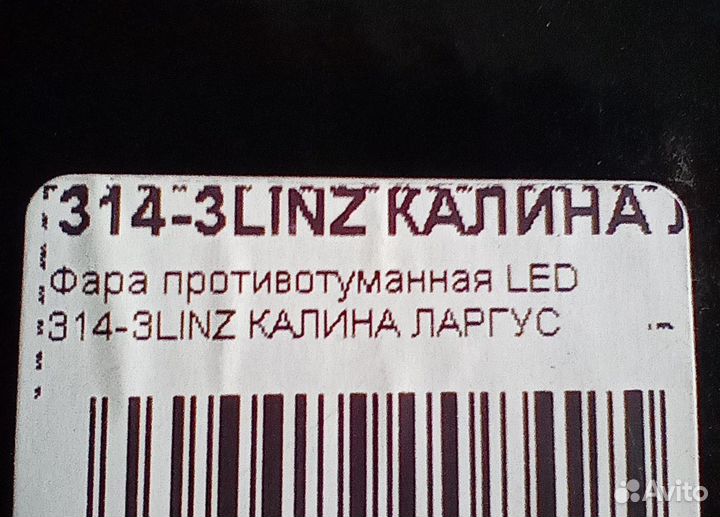 314-3LINZ КАЛИНА
Фара противотуманная LED
314-3LINZ КАЛИНА ЛАРГУС
Avito